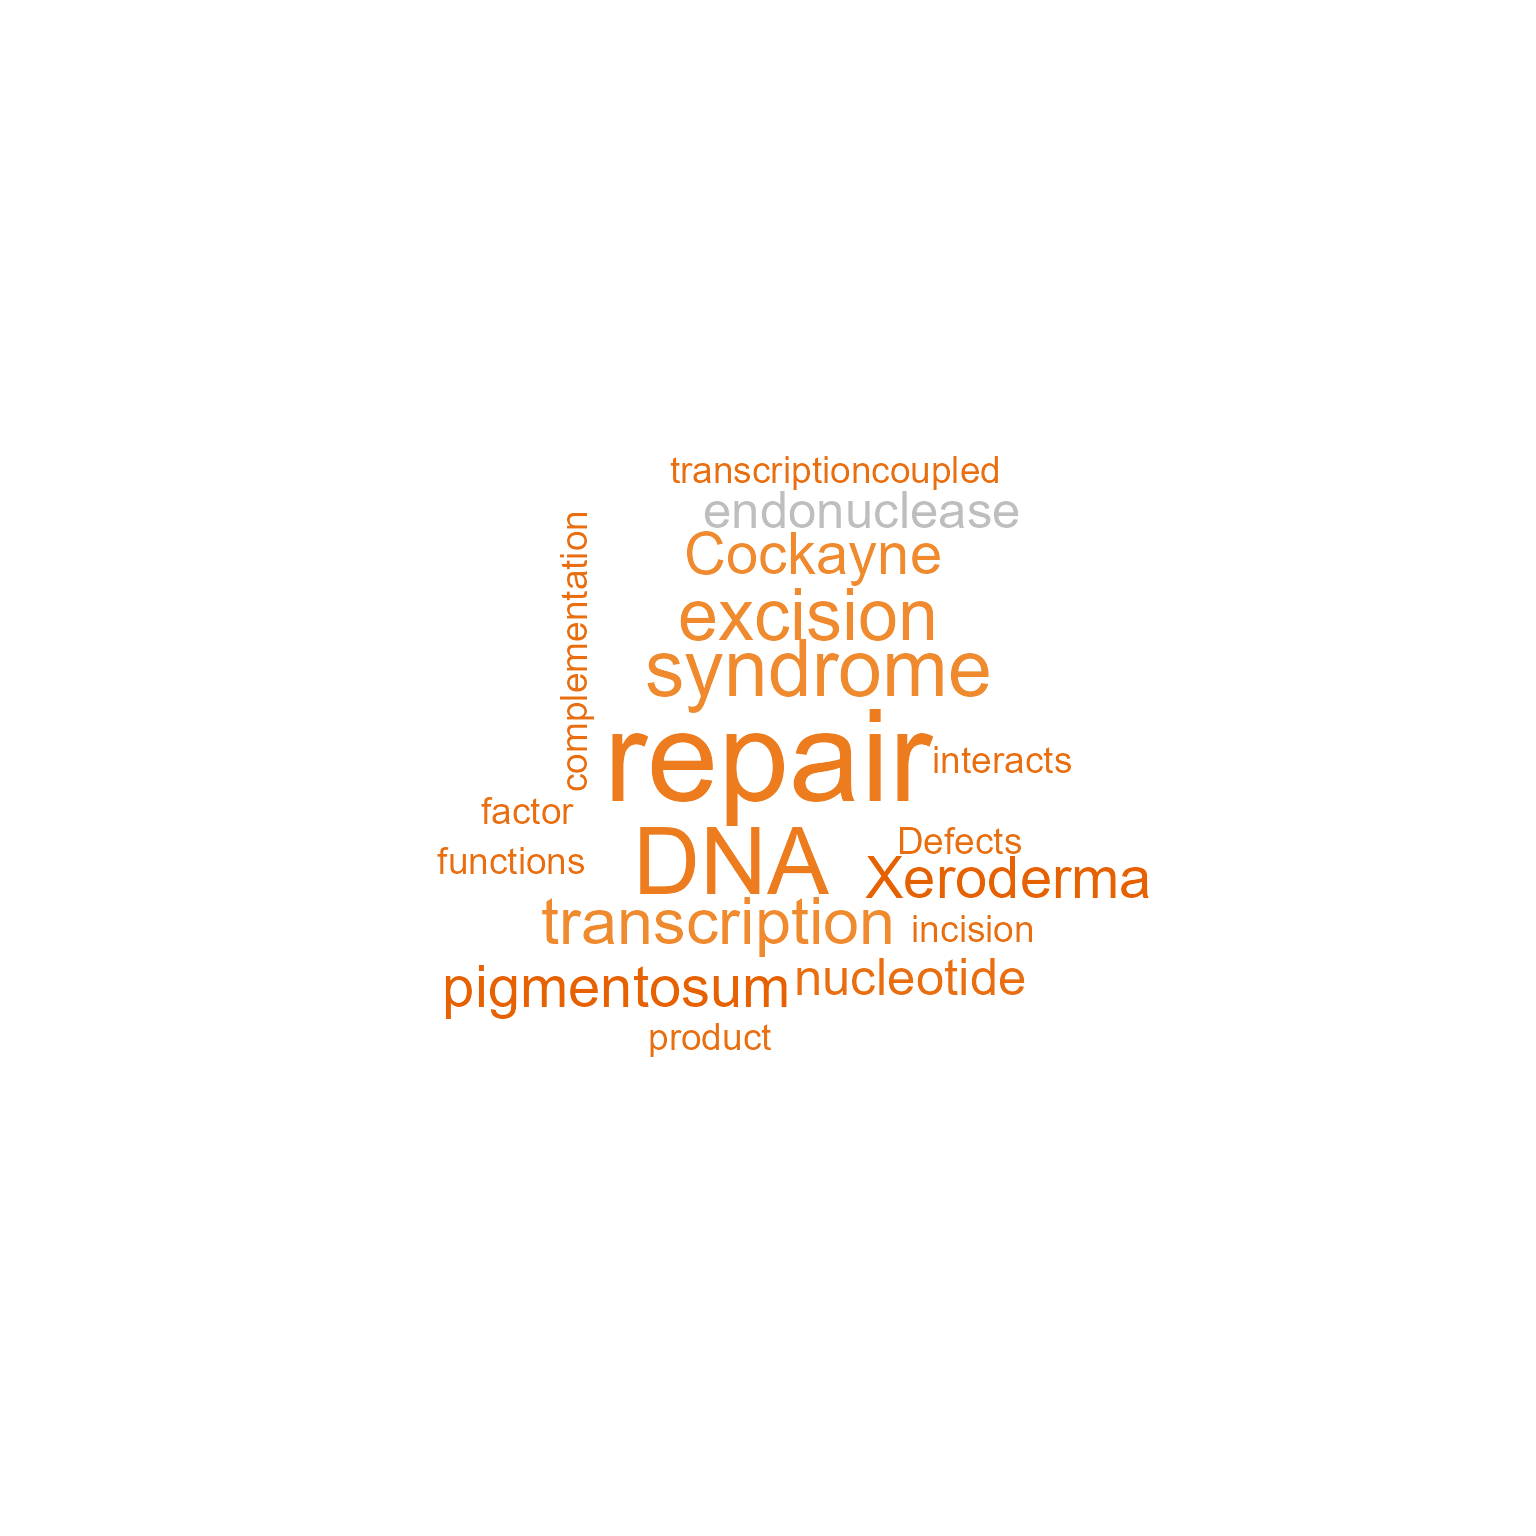 transcriptioncoupled
endonuclease
Cockayne
complementation
excision
syndrome
repair
interacts
factor
Defects
functions
DNA
Xeroderma
transcription
incision
pigmentosum
nucleotide
product